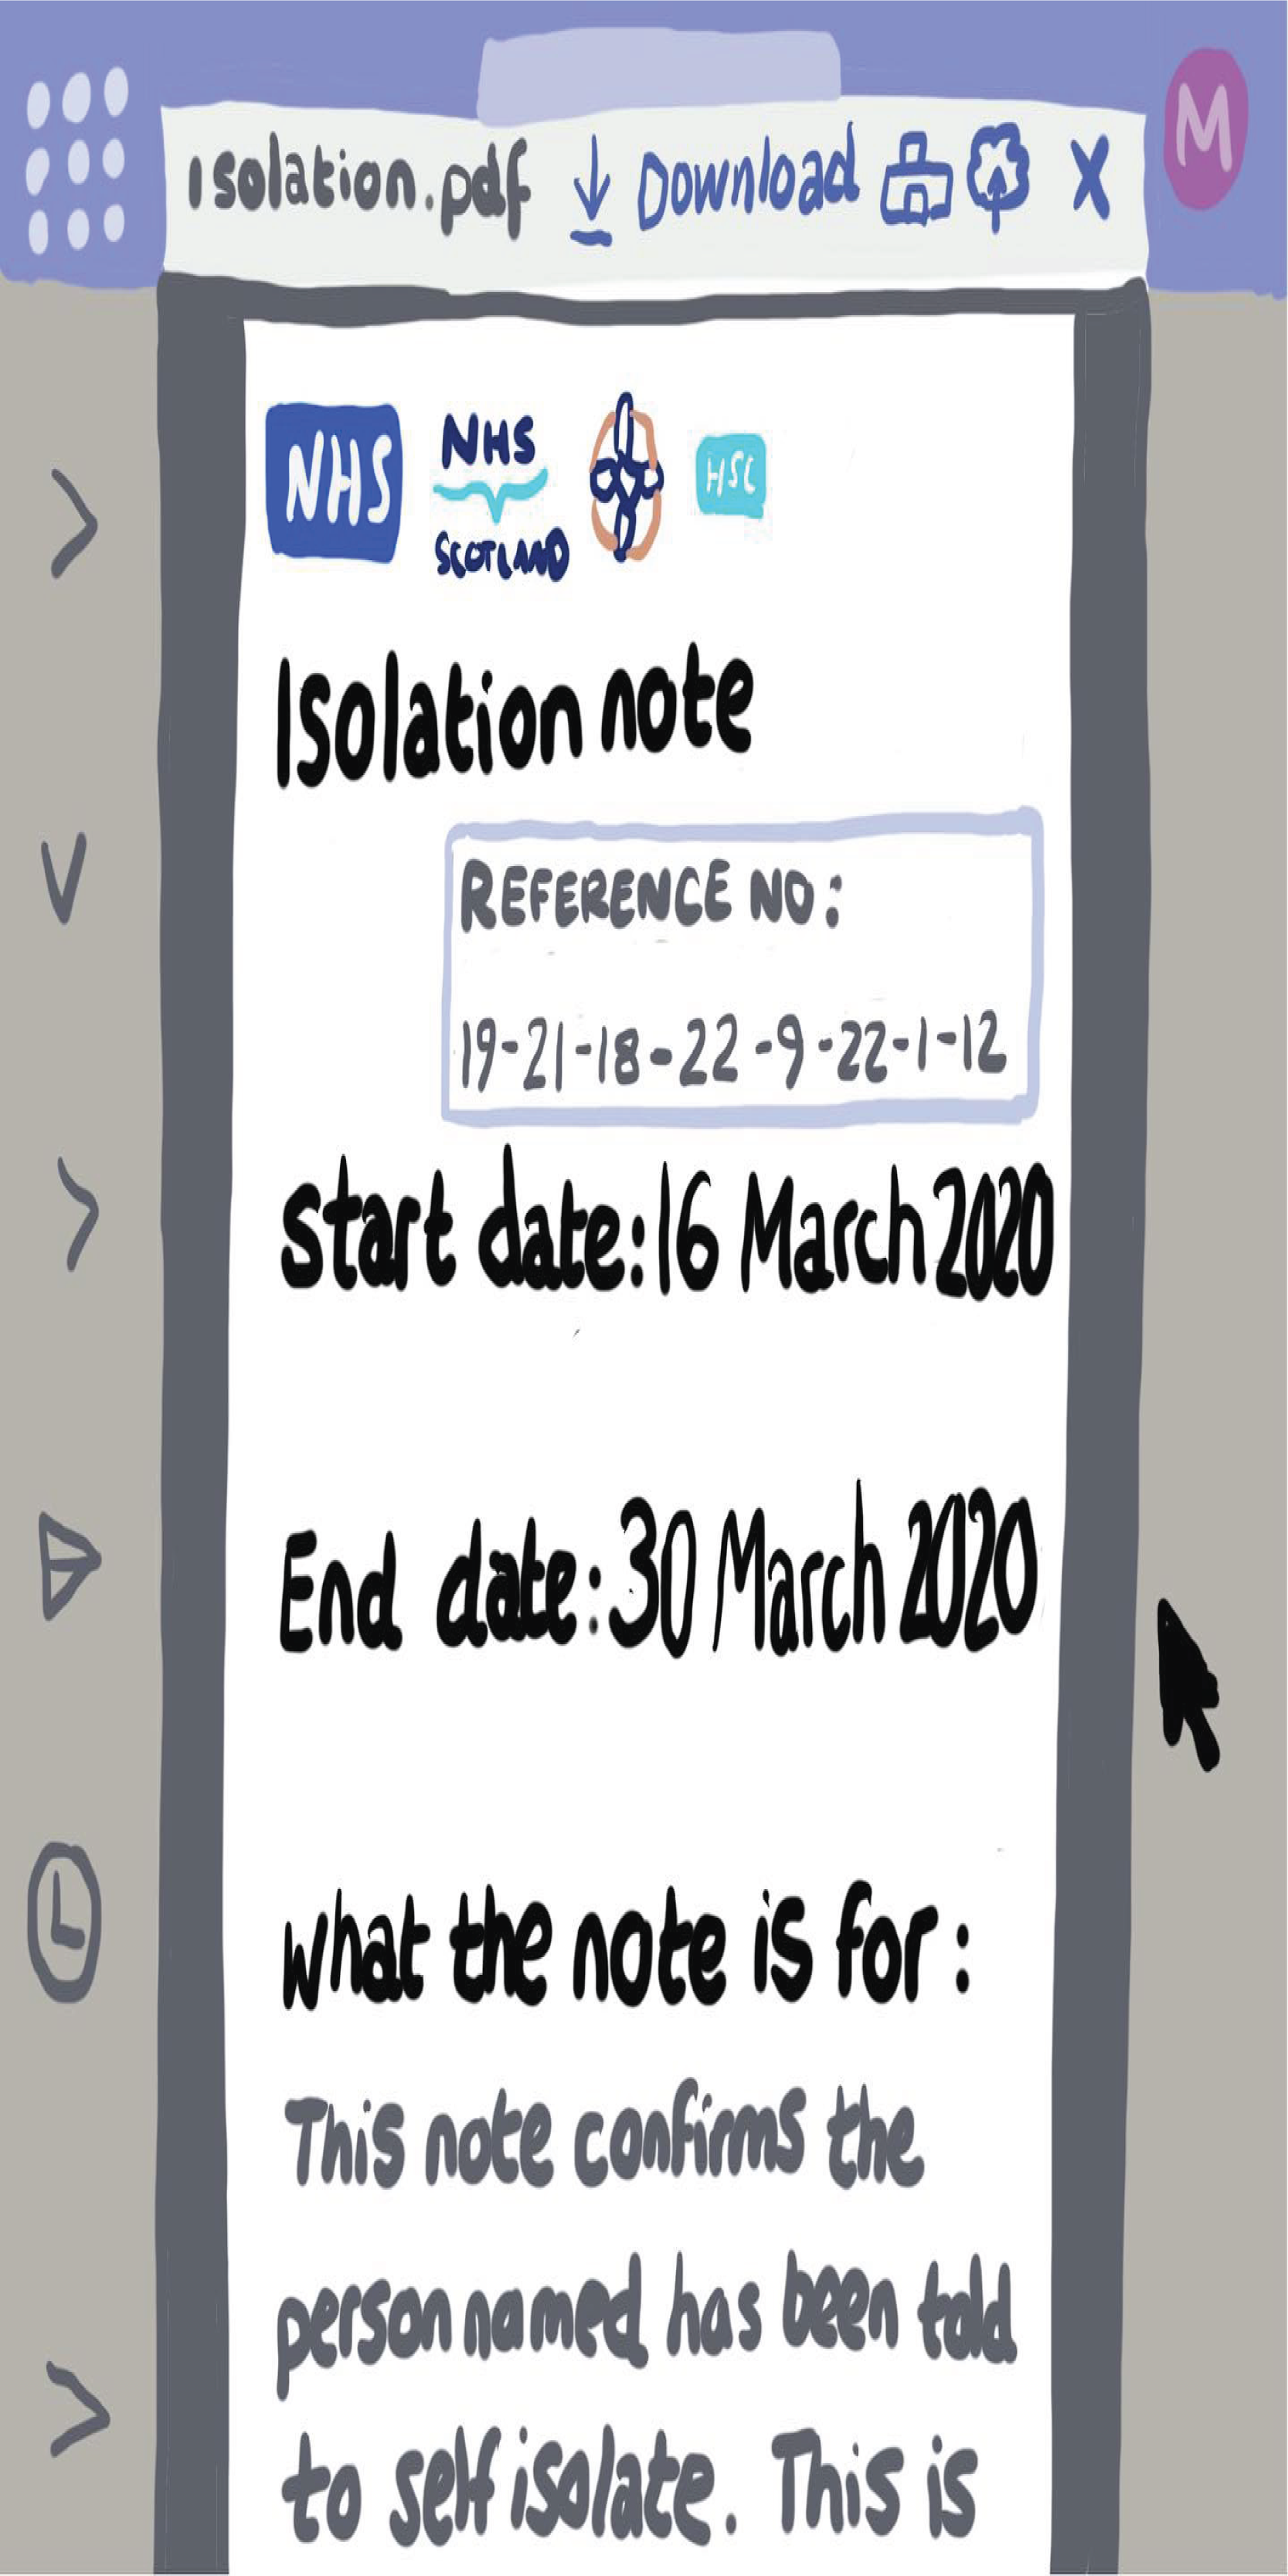 Isolation.pdf Download X
M
NHS NHS SCOTLAND HSC
Isolation note
REFERENCE NO:
19-21-18-22-9-22-1-12
Start date: 16 March 2020
End date: 30 March 2020
What the note is for:
This note confirms the
person named has been told
to self isolate. This is